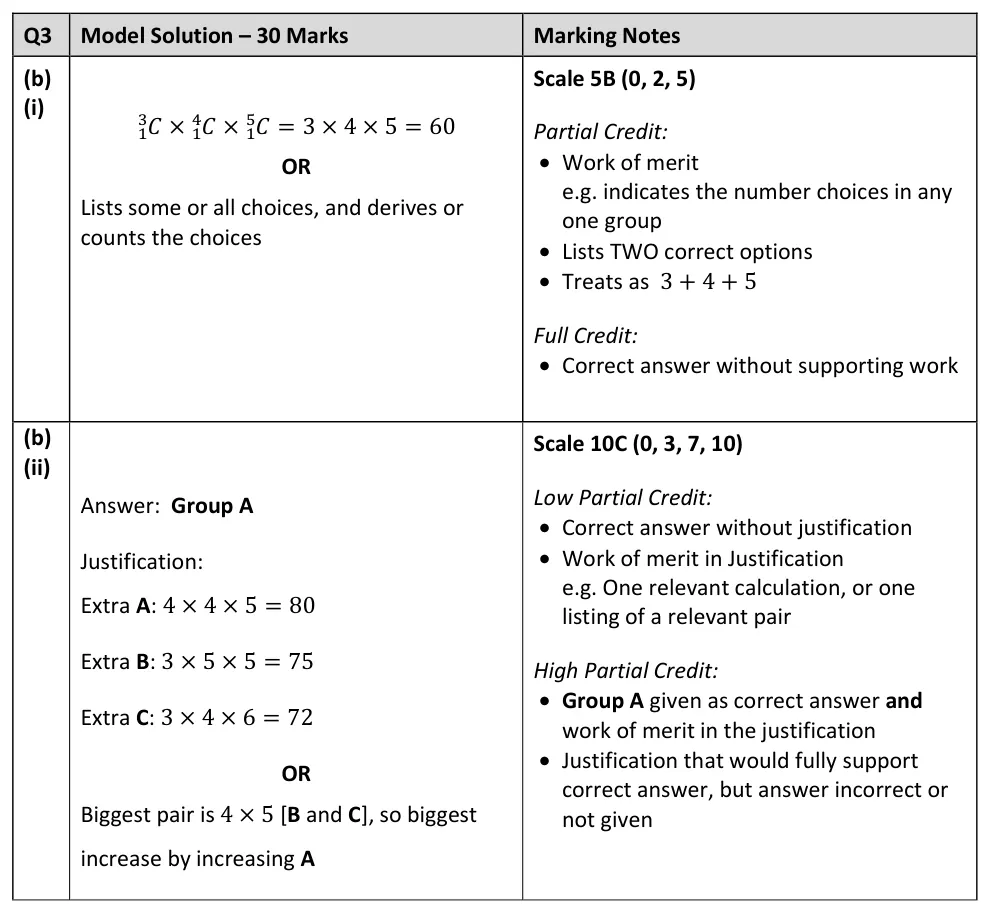 Q3 Model Solution – 30 Marks Marking Notes
(b)
(i)
³₁C × ⁴₁C × ⁵₁C = 3 × 4 × 5 = 60
OR
Lists some or all choices, and derives or
counts the choices
Scale 5B (0, 2, 5)
Partial Credit:
• Work of merit
e.g. indicates the number choices in any
one group
• Lists TWO correct options
• Treats as 3 + 4 + 5
Full Credit:
• Correct answer without supporting work
(b)
(ii)
Answer: Group A
Justification:
Extra A: 4 × 4 × 5 = 80
Extra B: 3 × 5 × 5 = 75
Extra C: 3 × 4 × 6 = 72
OR
Biggest pair is 4 × 5 [B and C], so biggest
increase by increasing A
Scale 10C (0, 3, 7, 10)
Low Partial Credit:
• Correct answer without justification
• Work of merit in Justification
e.g. One relevant calculation, or one
listing of a relevant pair
High Partial Credit:
• Group A given as correct answer and
work of merit in the justification
• Justification that would fully support
correct answer, but answer incorrect or
not given